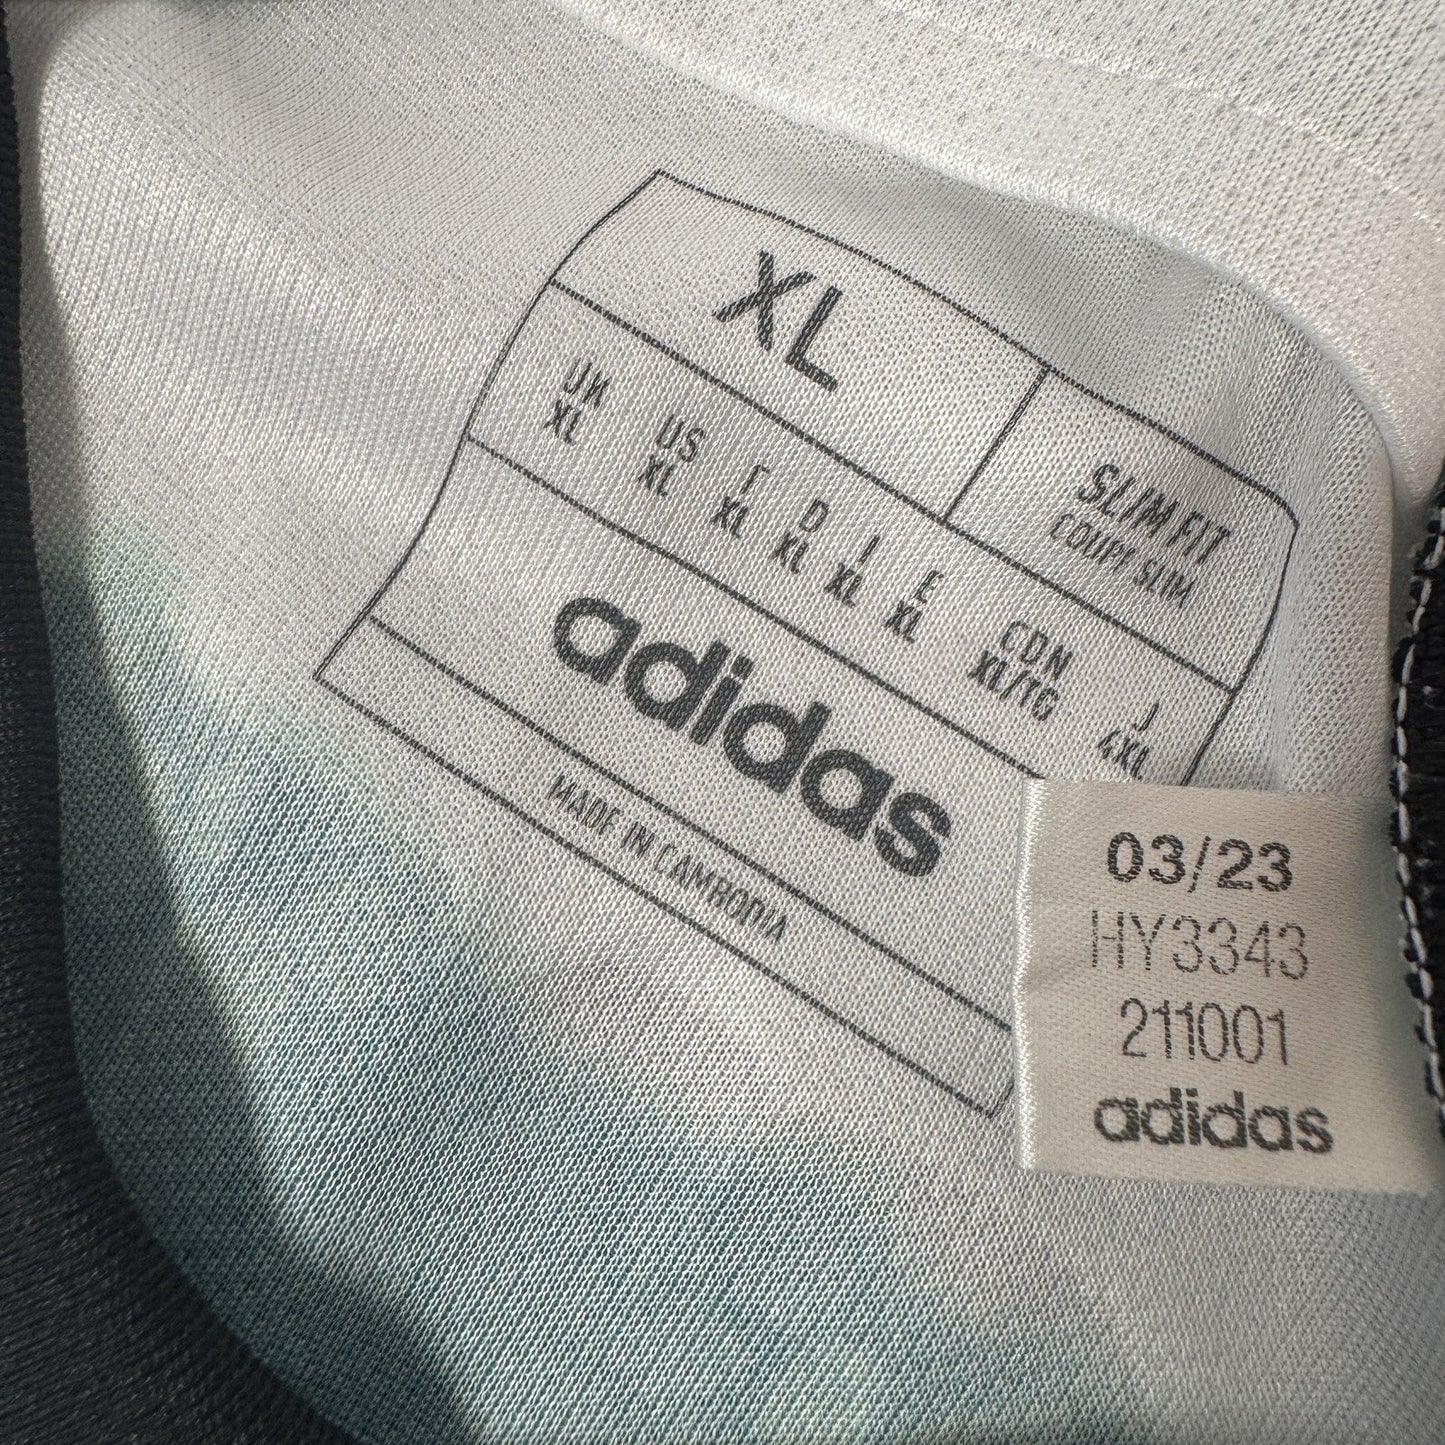 XL
SLIM FIT
COUPE SLIM
UK US F D I E CDN J
XL XL XL XL XL XL XL/TG 4XL
adidas
MADE IN CAMBODIA
03/23
HY3343
211001
adidas